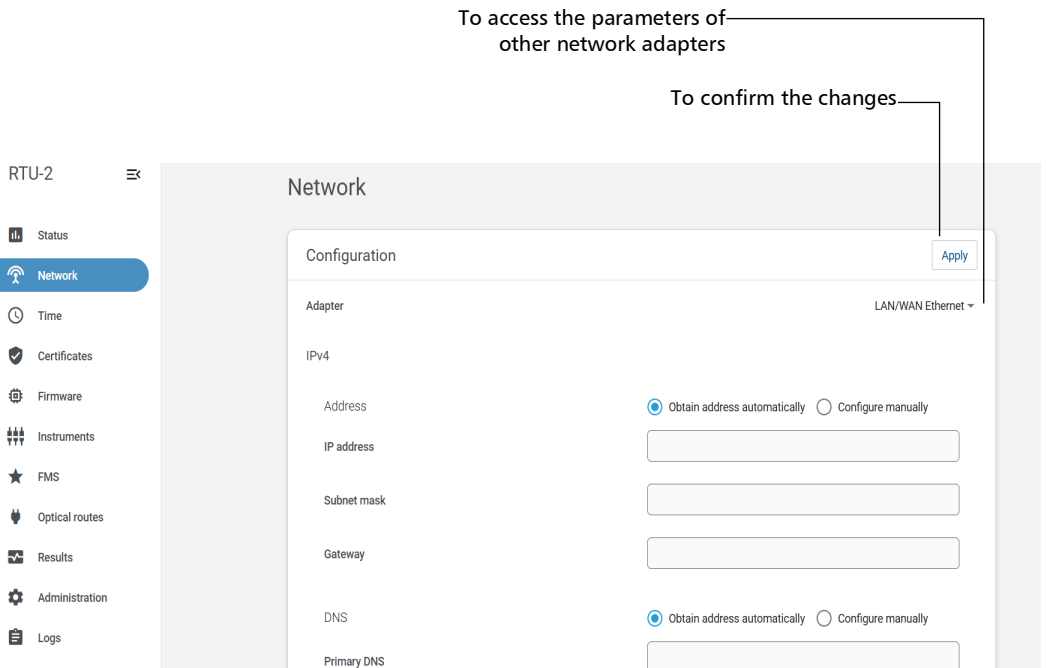 To access the parameters of
other network adapters
To confirm the changes
RTU-2
Network
Status
Network
Time
Certificates
Firmware
Instruments
FMS
Optical routes
Results
Administration
Logs
Configuration
Apply
Adapter
LAN/WAN Ethernet
IPv4
Address
Obtain address automatically
Configure manually
IP address
Subnet mask
Gateway
DNS
Obtain address automatically
Configure manually
Primary DNS